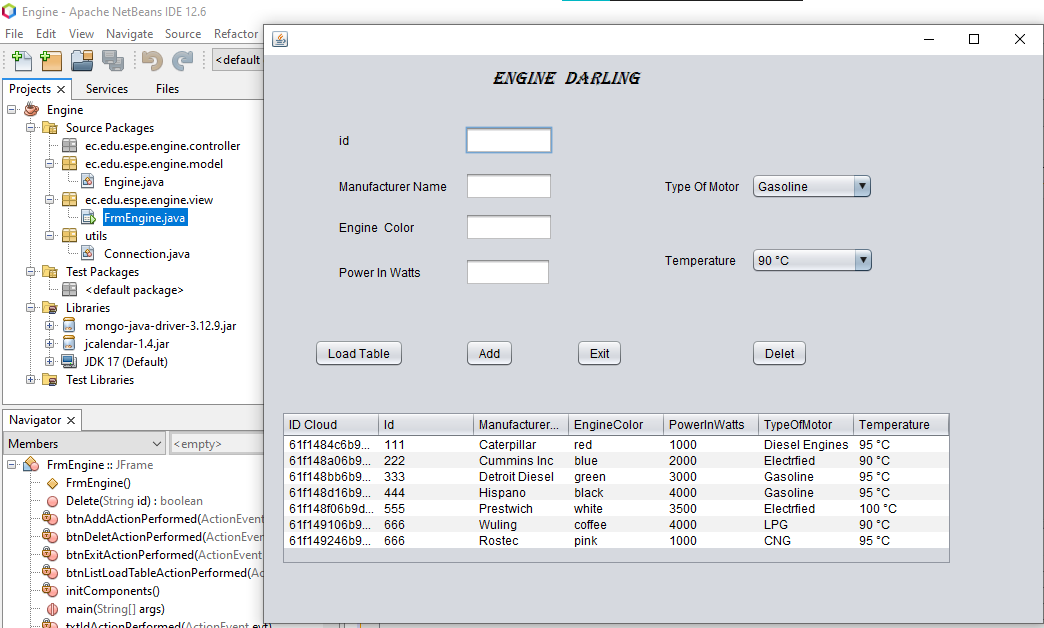 Engine - Apache NetBeans IDE 12.6
File Edit View Navigate Source Refactor
<default
Projects Services Files
Engine
Source Packages
ec.edu.espe.engine.controller
ec.edu.espe.engine.model
Engine.java
ec.edu.espe.engine.view
FrmEngine.java
utils
Connection.java
Test Packages
<default package>
Libraries
mongo-java-driver-3.12.9.jar
jcalendar-1.4.jar
JDK 17 (Default)
Test Libraries
Navigator
Members <empty>
FrmEngine :: JFrame
FrmEngine()
Delete(String id) : boolean
btnAddActionPerformed(ActionEvent
btnDeletActionPerformed(ActionEver
btnExitActionPerformed(ActionEvent
btnListLoadTableActionPerformed(Ac
initComponents()
main(String[] args)
txtIdActionPerformed(ActionEvent evt)
ENGINE DARLING
id
Manufacturer Name Type Of Motor Gasoline
Engine Color
Power In Watts Temperature 90 °C
Load Table Add Exit Delet
ID Cloud Id Manufacturer... EngineColor PowerInWatts TypeOfMotor Temperature
61f1484c6b9... 111 Caterpillar red 1000 Diesel Engines 95 °C
61f148a06b9... 222 Cummins Inc blue 2000 Electrfied 90 °C
61f148bb6b9... 333 Detroit Diesel green 3000 Gasoline 95 °C
61f148d16b9... 444 Hispano black 4000 Gasoline 95 °C
61f148f06b9d... 555 Prestwich white 3500 Electrfied 100 °C
61f149106b9... 666 Wuling coffee 4000 LPG 90 °C
61f149246b9... 666 Rostec pink 1000 CNG 95 °C